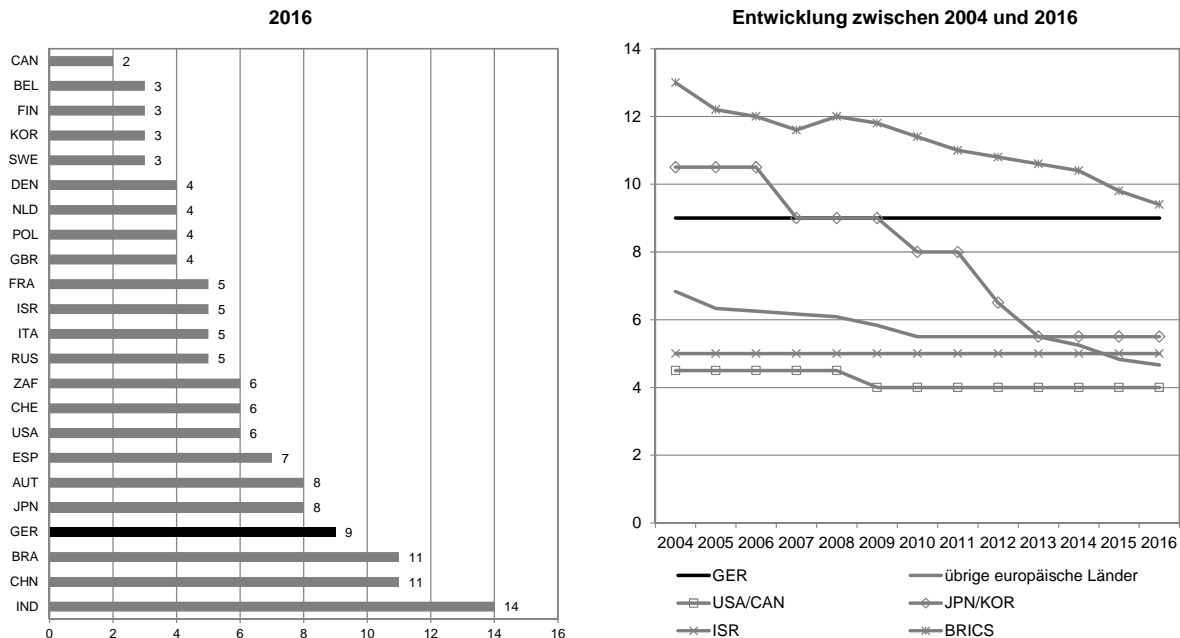 2016
CAN 2
BEL 3
FIN 3
KOR 3
SWE 3
DEN 4
NLD 4
POL 4
GBR 4
FRA 5
ISR 5
ITA 5
RUS 5
ZAF 6
CHE 6
USA 6
ESP 7
AUT 8
JPN 8
GER 9
BRA 11
CHN 11
IND 14
0 2 4 6 8 10 12 14 16
Entwicklung zwischen 2004 und 2016
14
12
10
8
6
4
2
0
2004 2005 2006 2007 2008 2009 2010 2011 2012 2013 2014 2015 2016
GER übrige europäische Länder
USA/CAN JPN/KOR
ISR BRICS